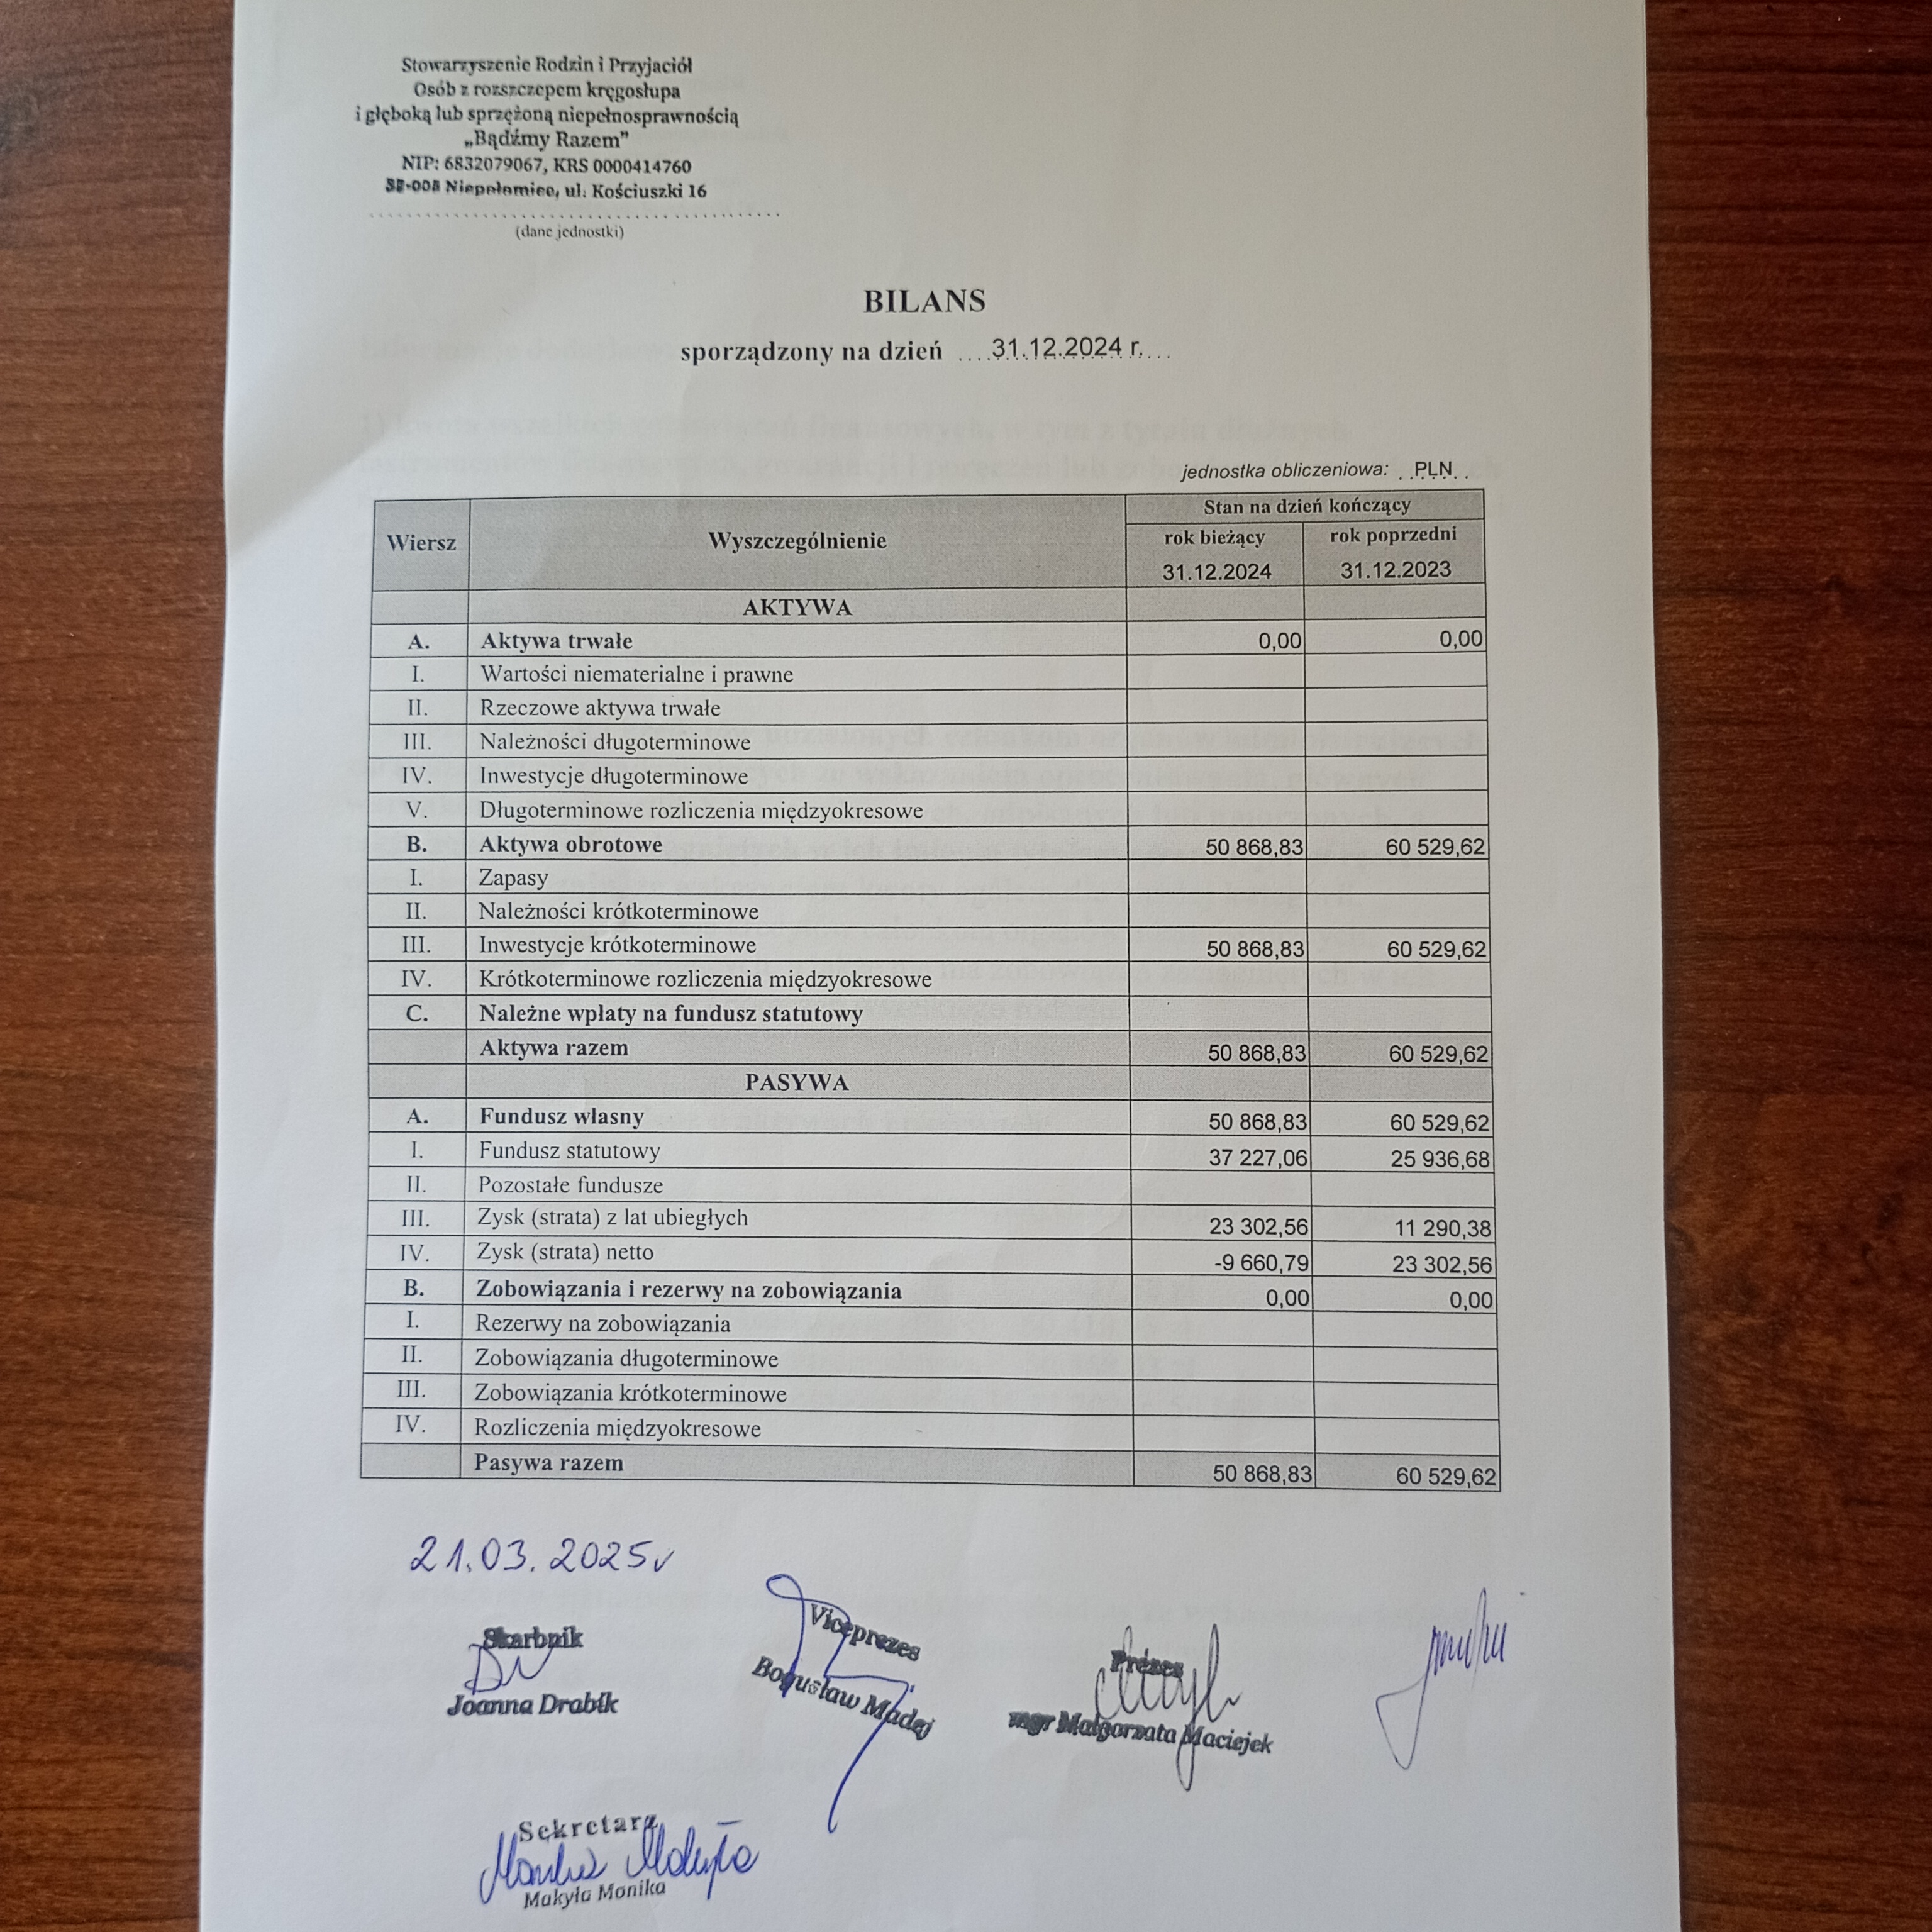 Stowarzyszenie Rodzin i Przyjaciół
Osób z rozszczepem kręgosłupa
i głęboką lub sprzężoną niepełnosprawnością
„Bądźmy Razem”
NIP: 6832079067, KRS 0000414760
Niepołomice, ul. Kościuszki 16
(dane jednostki)
BILANS
sporządzony na dzień ....31.12.2024 r....
jednostka obliczeniowa: ..PLN..
Stan na dzień kończący
Wiersz Wyszczególnienie rok bieżący rok poprzedni
31.12.2024 31.12.2023
AKTYWA
A. Aktywa trwałe 0,00 0,00
I. Wartości niematerialne i prawne
II. Rzeczowe aktywa trwałe
III. Należności długoterminowe
IV. Inwestycje długoterminowe
V. Długoterminowe rozliczenia międzyokresowe
B. Aktywa obrotowe 50 868,83 60 529,62
I. Zapasy
II. Należności krótkoterminowe
III. Inwestycje krótkoterminowe 50 868,83 60 529,62
IV. Krótkoterminowe rozliczenia międzyokresowe
C. Należne wpłaty na fundusz statutowy
Aktywa razem 50 868,83 60 529,62
PASYWA
A. Fundusz własny 50 868,83 60 529,62
I. Fundusz statutowy 37 227,06 25 936,68
II. Pozostałe fundusze
III. Zysk (strata) z lat ubiegłych 23 302,56 11 290,38
IV. Zysk (strata) netto -9 660,79 23 302,56
B. Zobowiązania i rezerwy na zobowiązania 0,00 0,00
I. Rezerwy na zobowiązania
II. Zobowiązania długoterminowe
III. Zobowiązania krótkoterminowe
IV. Rozliczenia międzyokresowe
Pasywa razem 50 868,83 60 529,62
21.03.2025r
Skarbnik
Joanna Drabik
Viceprezes
Bogusław Madej
Prezes
mgr Małgorzata Maciejek
Sekretarz
Makyła Monika